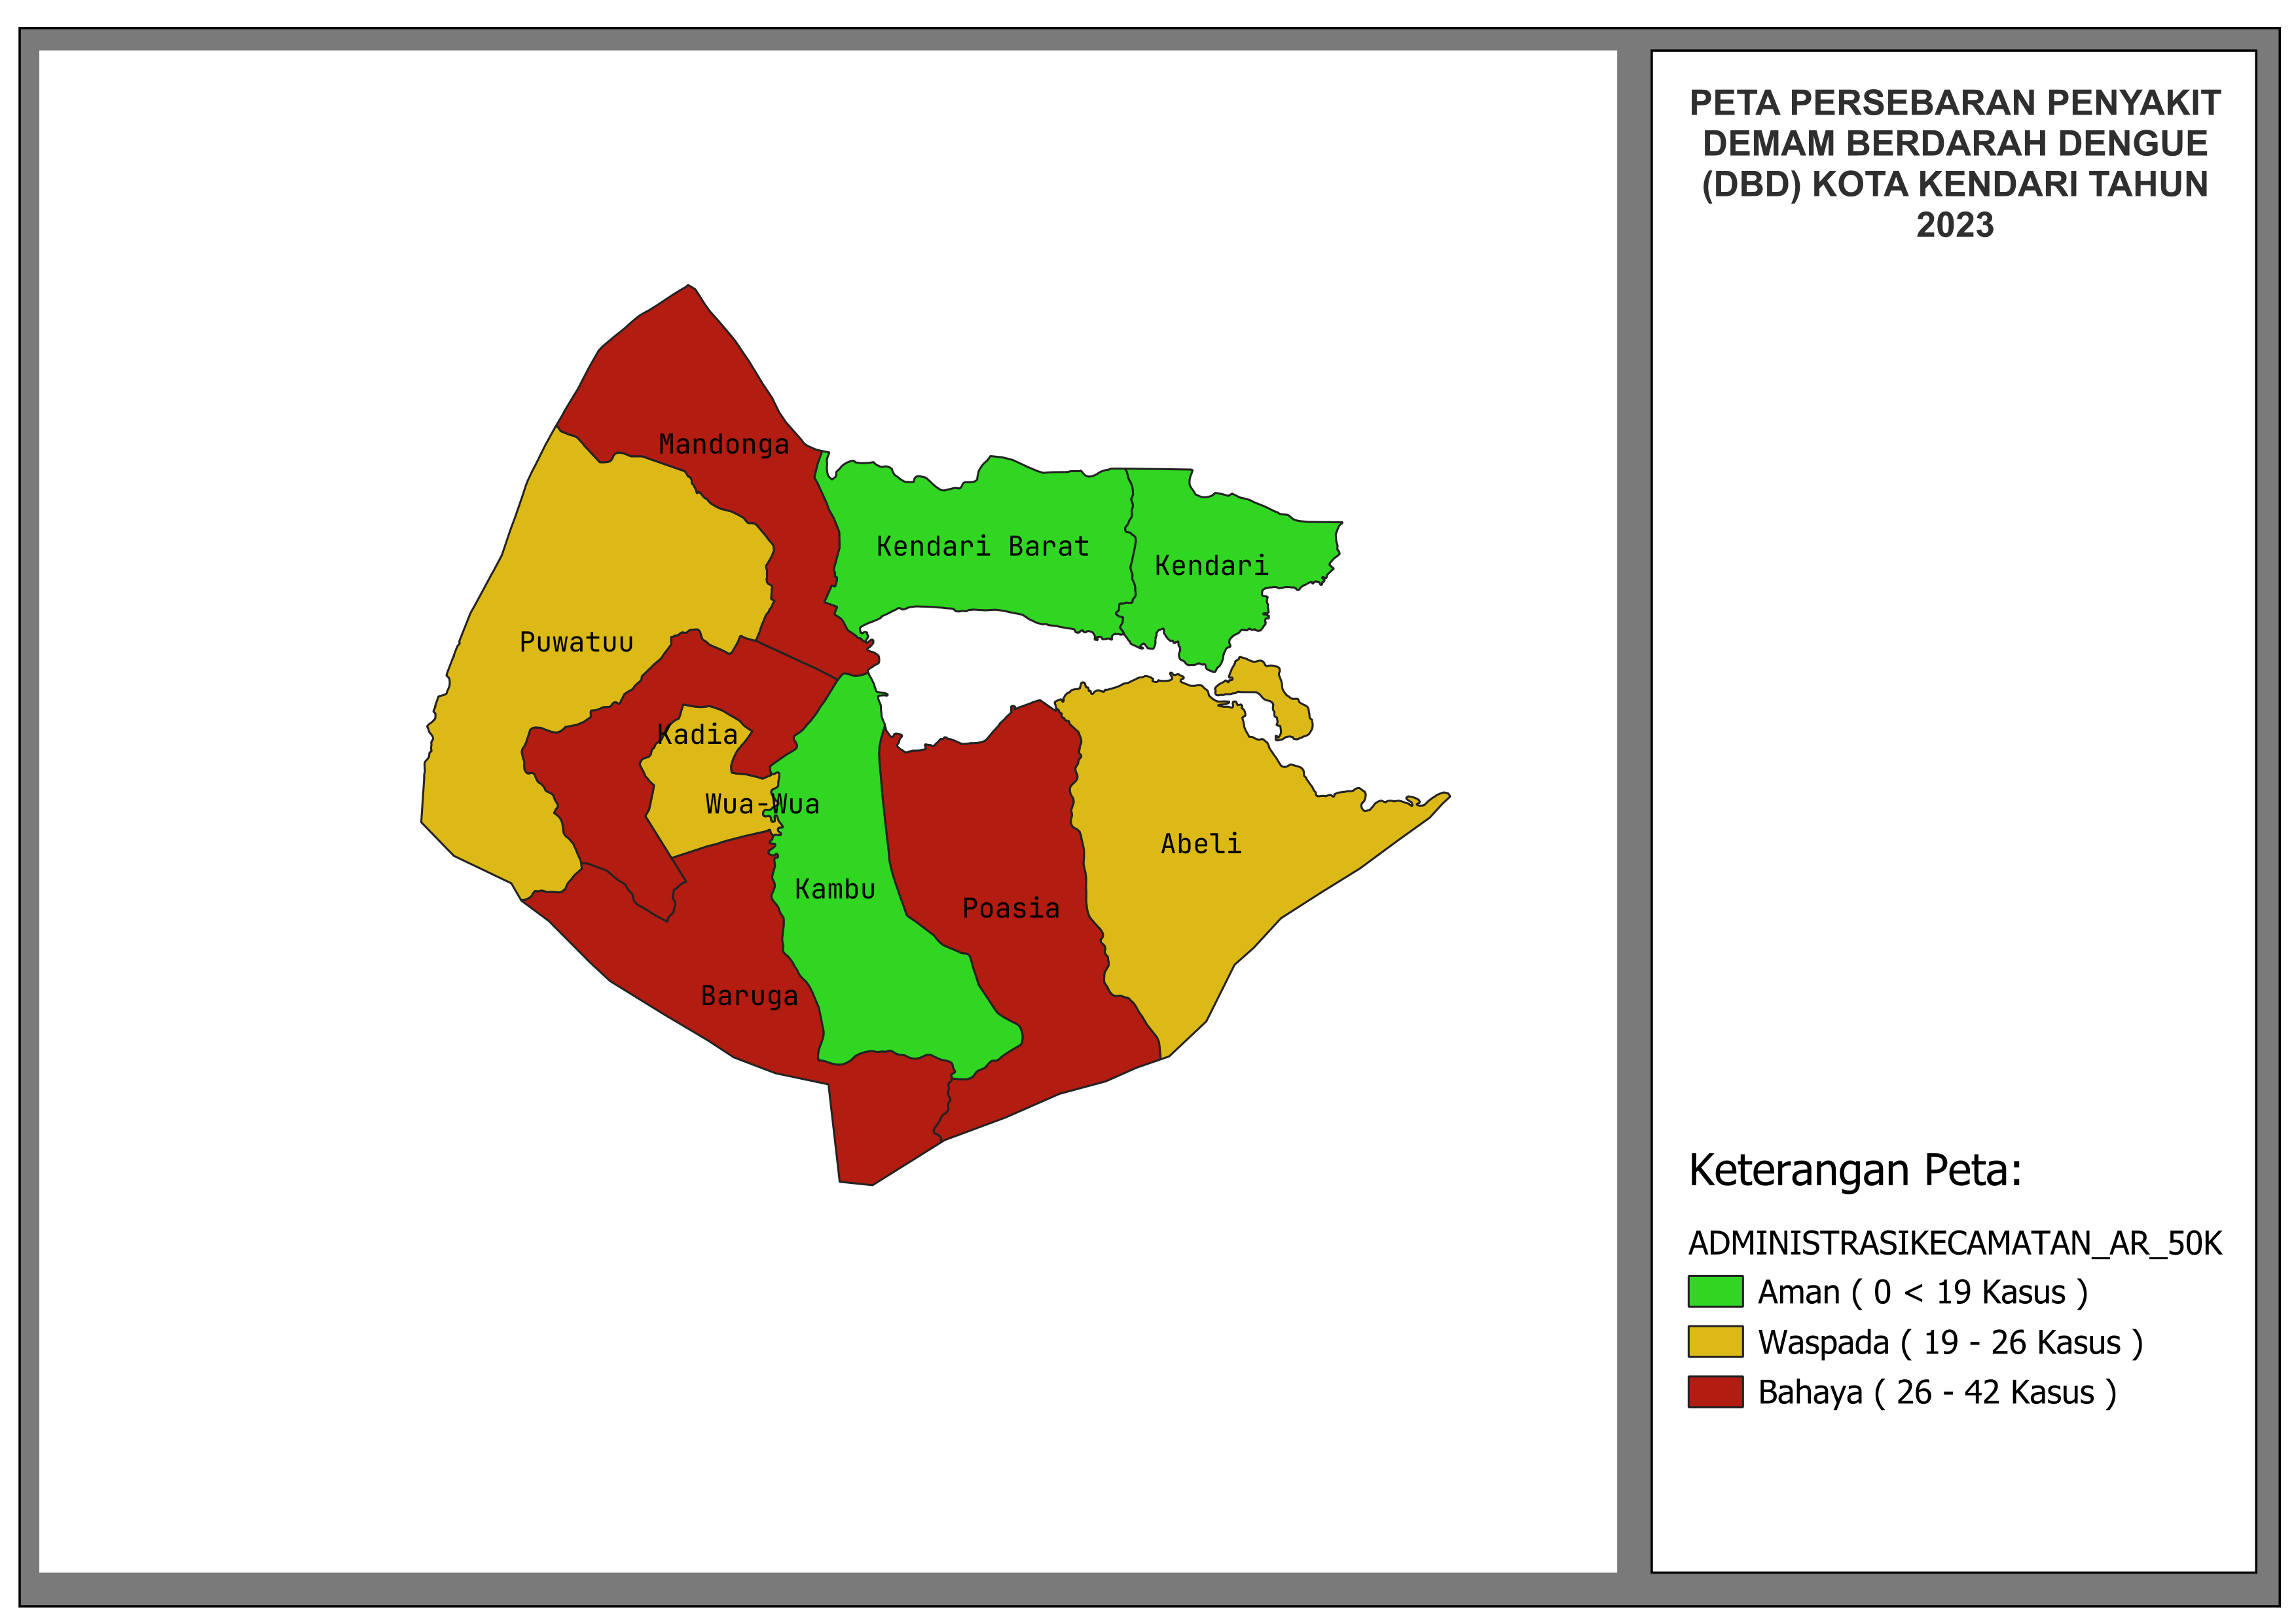 PETA PERSEBARAN PENYAKIT
DEMAM BERDARAH DENGUE
(DBD) KOTA KENDARI TAHUN
2023
Mandonga
Kendari Barat
Kendari
Puwatuu
Kadia
Wua-Wua
Abeli
Kambu
Poasia
Baruga
Keterangan Peta:
ADMINISTRASIKECAMATAN_AR_50K
Aman ( 0 < 19 Kasus )
Waspada ( 19 - 26 Kasus )
Bahaya ( 26 - 42 Kasus )